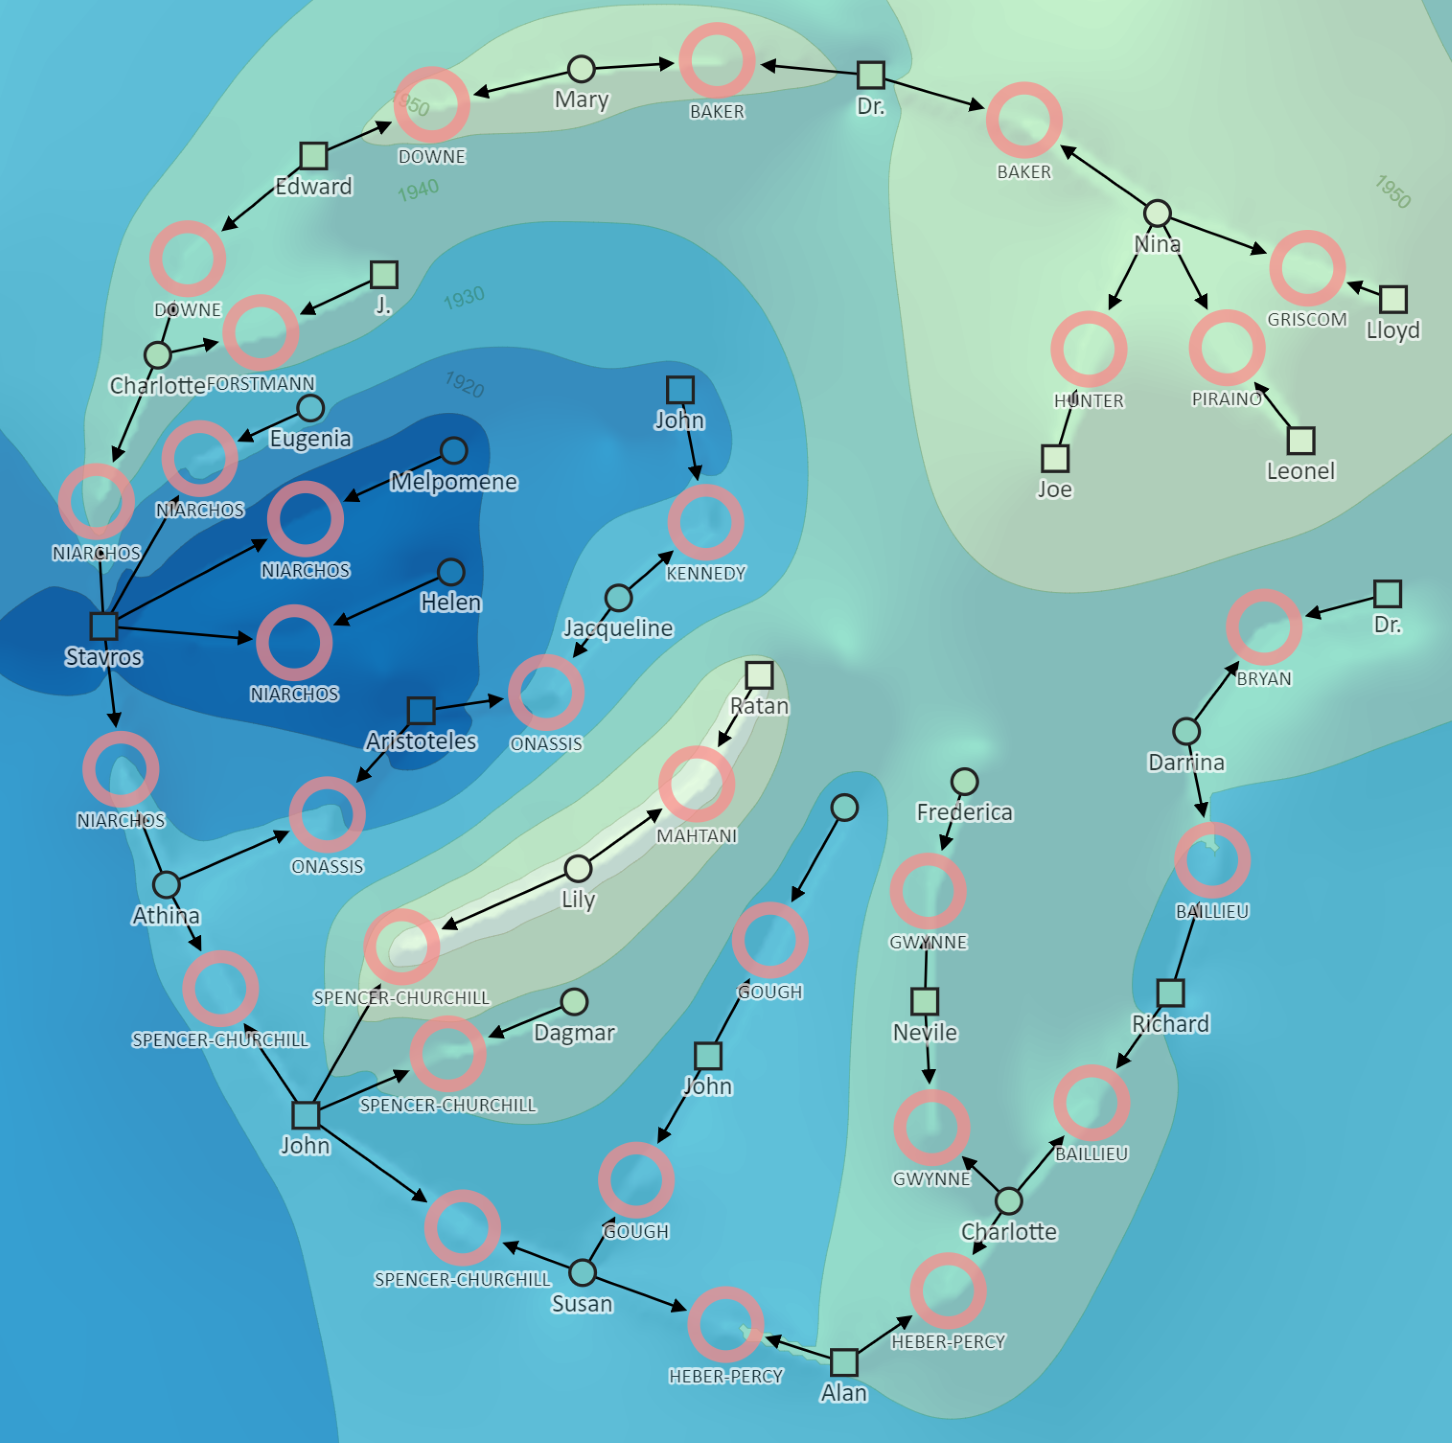 Mary
BAKER
Dr.
1950
DOWNE
BAKER
Edward
1940
1950
Nina
DOWNE
J.
1930
GRISCOM
Lloyd
Charlotte
FORSTMANN
1920
HUNTER
PIRAINO
Eugenia
John
Melpomene
Leonel
Joe
NIARCHOS
NIARCHOS
NIARCHOS
KENNEDY
Helen
Jacqueline
Dr.
Stavros
NIARCHOS
BRYAN
Ratan
Aristoteles
ONASSIS
Darrina
NIARCHOS
MAHTANI
Frederica
ONASSIS
Lily
Athina
BAILLIEU
GWYNNE
SPENCER-CHURCHILL
GOUGH
Dagmar
Nevile
Richard
SPENCER-CHURCHILL
John
SPENCER-CHURCHILL
John
BAILLIEU
GWYNNE
GOUGH
Charlotte
SPENCER-CHURCHILL
Susan
HEBER-PERCY
HEBER-PERCY
Alan